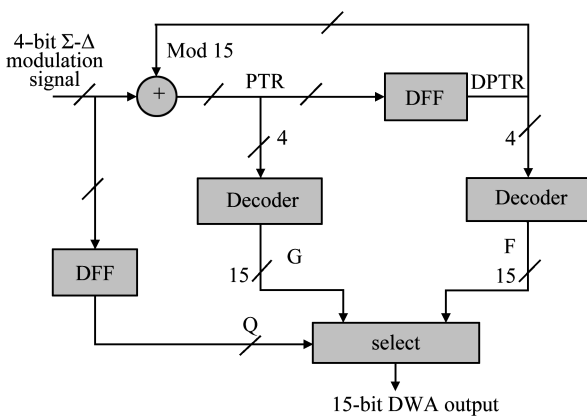 4-bit Σ-Δ
modulation
signal
Mod 15
+
PTR
DFF
DPTR
4
4
Decoder
Decoder
DFF
15
G
F
15
Q
select
15-bit DWA output